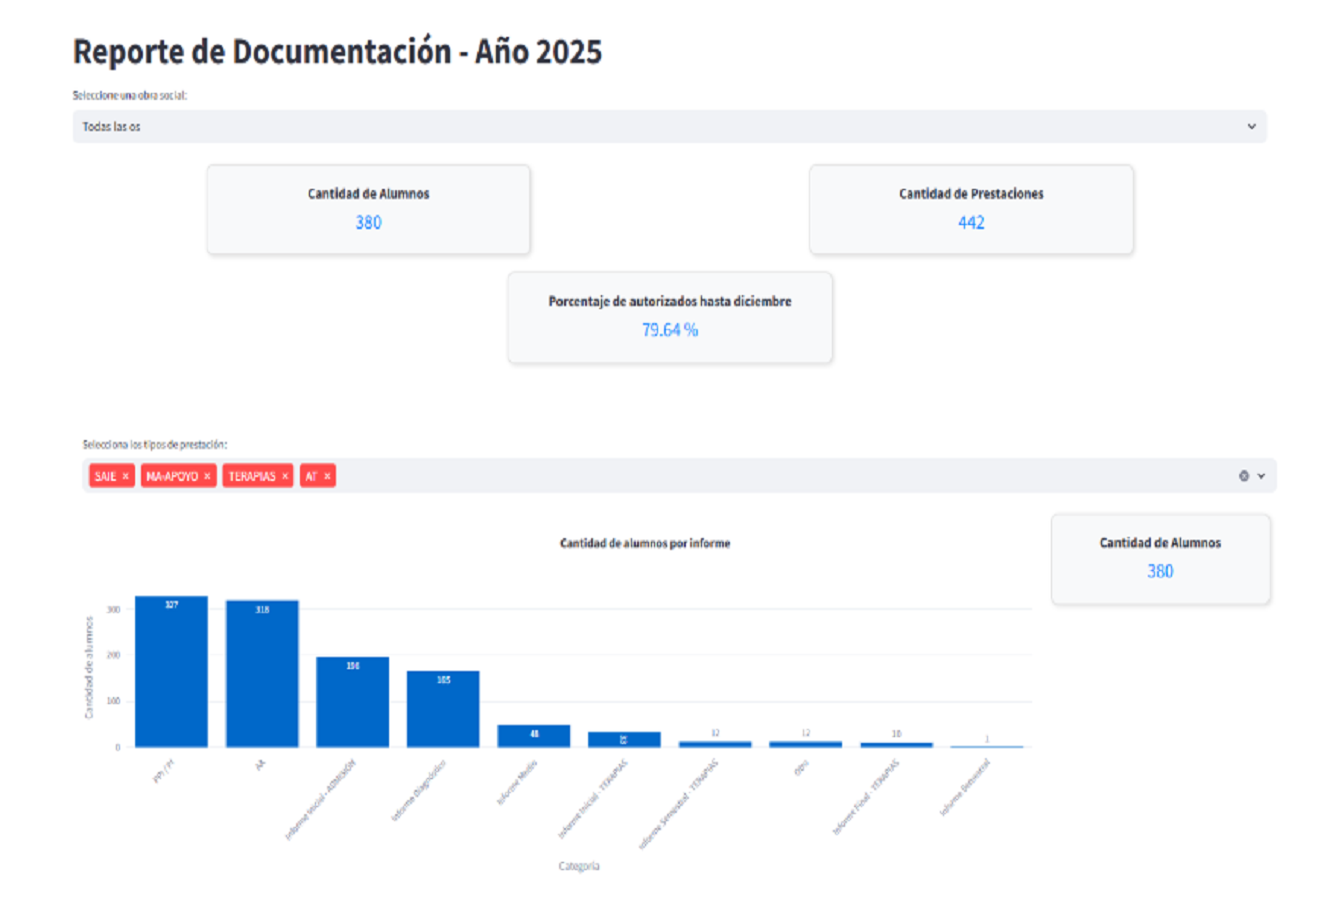 Reporte de Documentación - Año 2025
Seleccione una obra social:
Todas las os
Cantidad de Alumnos
380
Cantidad de Prestaciones
442
Porcentaje de autorizados hasta diciembre
79.64 %
Selecciona los tipos de prestación:
SAIE × MA-APOYO × TERAPIAS × AT ×
Cantidad de alumnos por informe
Cantidad de Alumnos
380
Cantidad de alumnos
300
200
100
0
327
318
196
165
48
12
12
10
1
PPI / PT
Informe Inicial - ADMISIÓN
Informe Diagnóstico
Informe Medio
Informe Inicial - TERAPIAS
Informe Semestral - TERAPIAS
Otro
Informe Final - TERAPIAS
Informe Semestral
Categoría